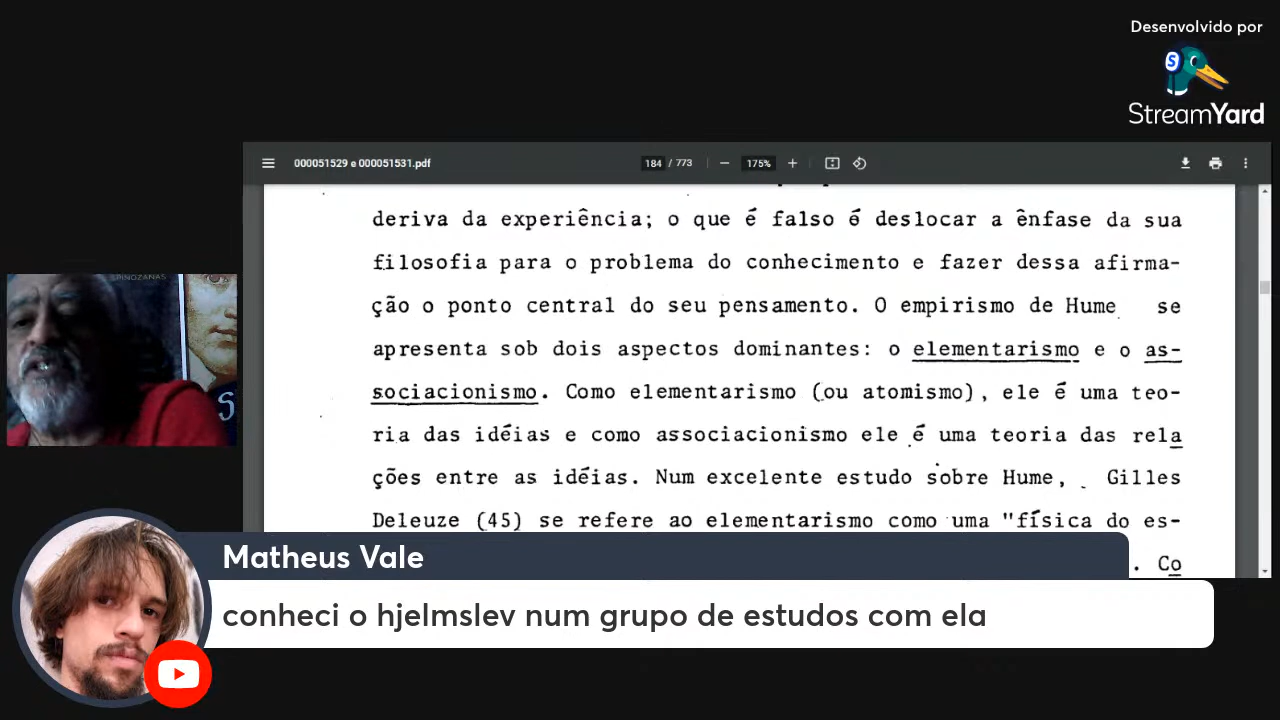 Desenvolvido por
StreamYard
000051529 e 000051531.pdf
184 / 773
175%
deriva da experiência; o que é falso é deslocar a ênfase da sua
filosofia para o problema do conhecimento e fazer dessa afirma-
ção o ponto central do seu pensamento. O empirismo de Hume se
apresenta sob dois aspectos dominantes: o elementarismo e o as-
sociacionismo. Como elementarismo (ou atomismo), ele é uma teo-
ria das idéias e como associacionismo ele é uma teoria das rela
ções entre as idéias. Num excelente estudo sobre Hume, Gilles
Deleuze (45) se refere ao elementarismo como uma "física do es-
. Co
SPINOZANAS
S
Matheus Vale
conheci o hjelmslev num grupo de estudos com ela